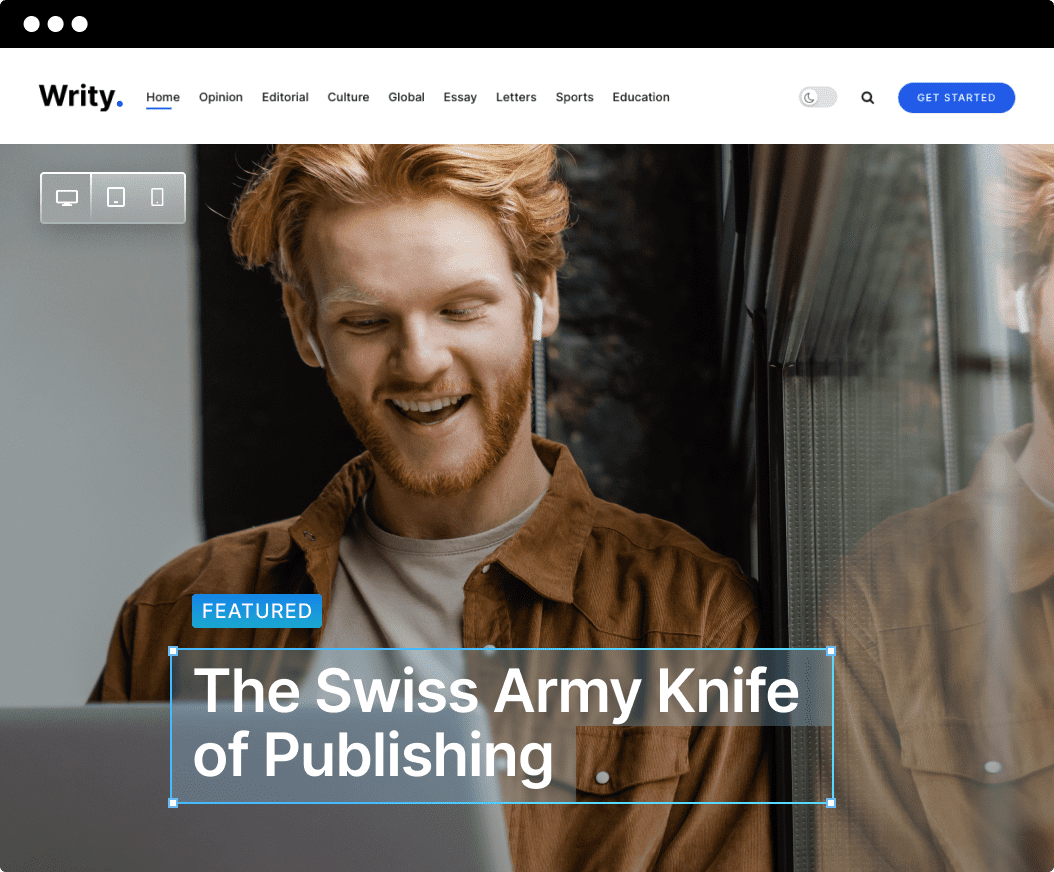 Writy.
Home Opinion Editorial Culture Global Essay Letters Sports Education
GET STARTED
FEATURED
The Swiss Army Knife
of Publishing